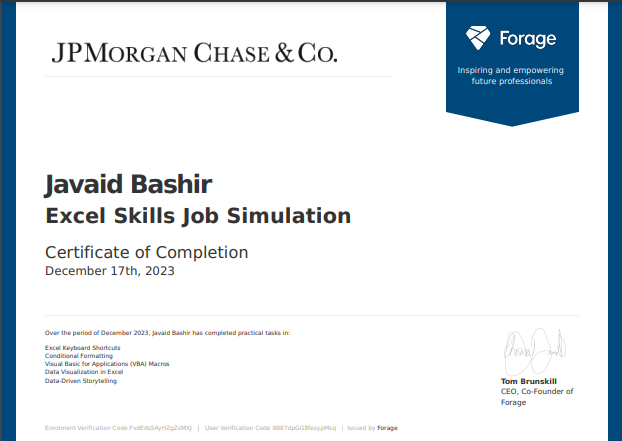 JPMORGAN CHASE & CO.
Forage
Inspiring and empowering
future professionals
Javaid Bashir
Excel Skills Job Simulation
Certificate of Completion
December 17th, 2023
Over the period of December 2023, Javaid Bashir has completed practical tasks in:
Excel Keyboard Shortcuts
Conditional Formatting
Visual Basic for Applications (VBA) Macros
Data Visualization in Excel
Data-Driven Storytelling
Tom Brunskill
CEO, Co-Founder of
Forage
Enrolment Verification Code | User Verification Code | Issued by Forage